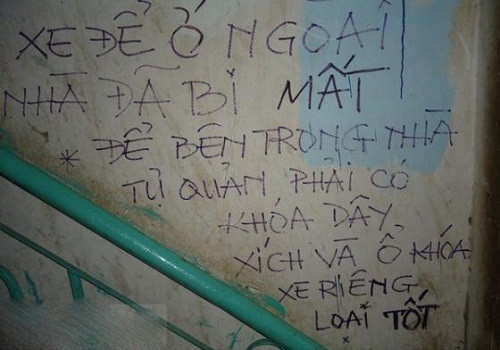 XE ĐỂ Ở NGOÀI
NHÀ ĐÃ BỊ MẤT
* ĐỂ BÊN TRONG NHÀ
TỰ QUẢN PHẢI CÓ
KHÓA DÂY
XÍCH VÀ Ổ KHÓA
XE RIÊNG
LOẠI TỐT